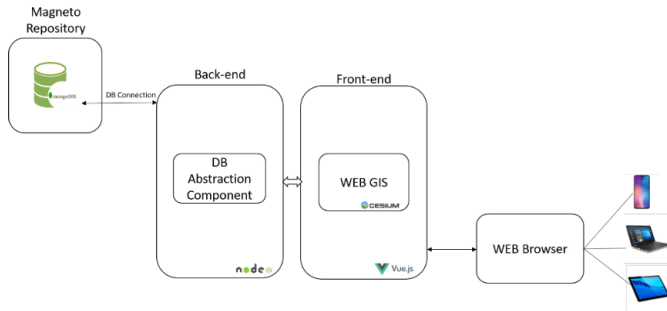 Magneto
Repository
mongoDB
DB Connection
Back-end
DB
Abstraction
Component
node
Front-end
WEB GIS
CESIUM
Vue.js
WEB Browser